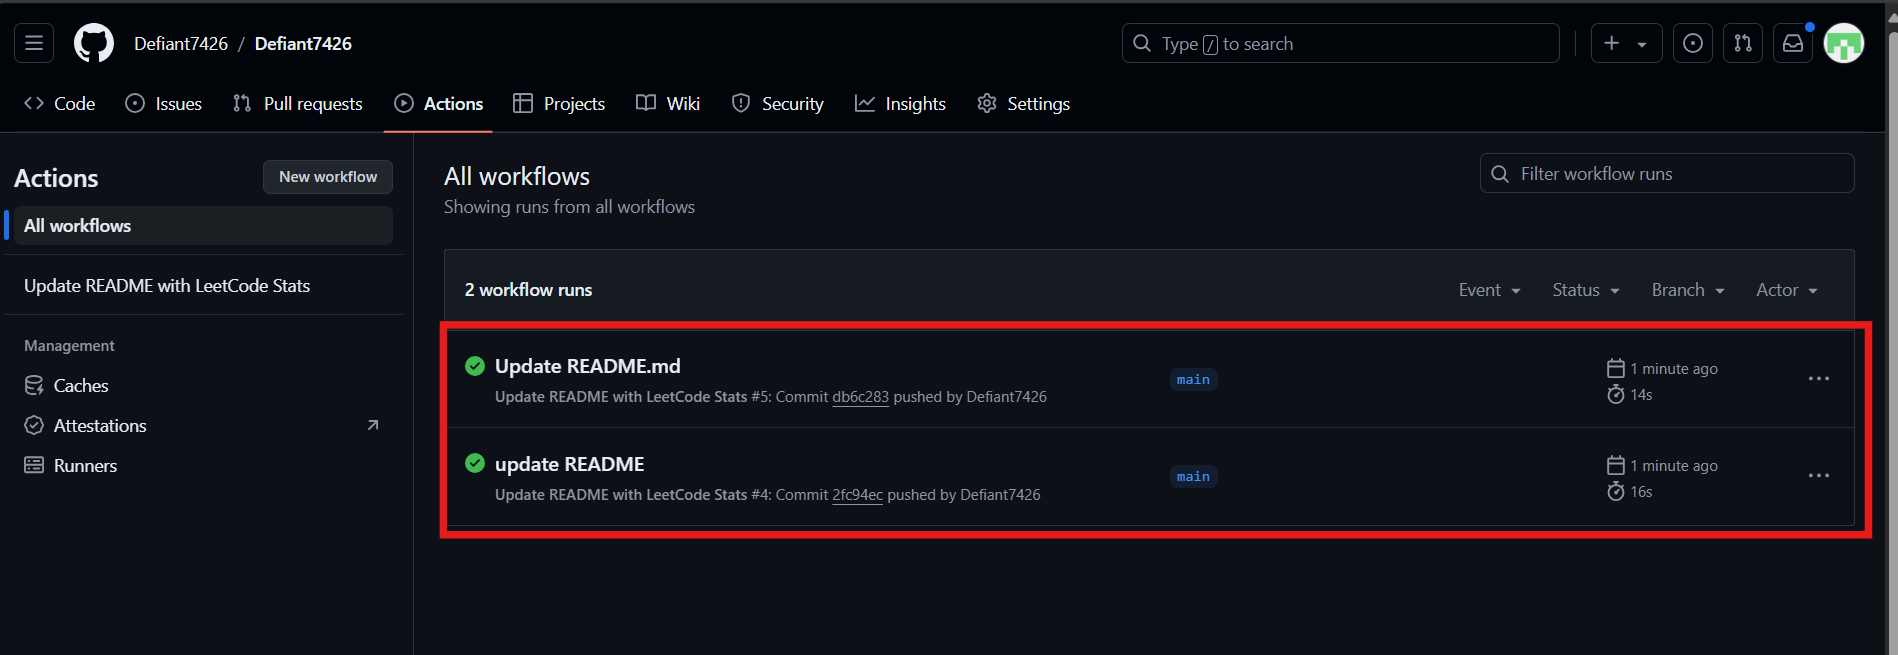 Defiant7426 / Defiant7426
Type / to search
Code Issues Pull requests Actions Projects Wiki Security Insights Settings
Actions
New workflow
All workflows
Update README with LeetCode Stats
Management
Caches
Attestations
Runners
All workflows
Showing runs from all workflows
Filter workflow runs
2 workflow runs
Event Status Branch Actor
Update README.md
Update README with LeetCode Stats #5: Commit db6c283 pushed by Defiant7426
main
1 minute ago
14s
update README
Update README with LeetCode Stats #4: Commit 2fc94ec pushed by Defiant7426
main
1 minute ago
16s